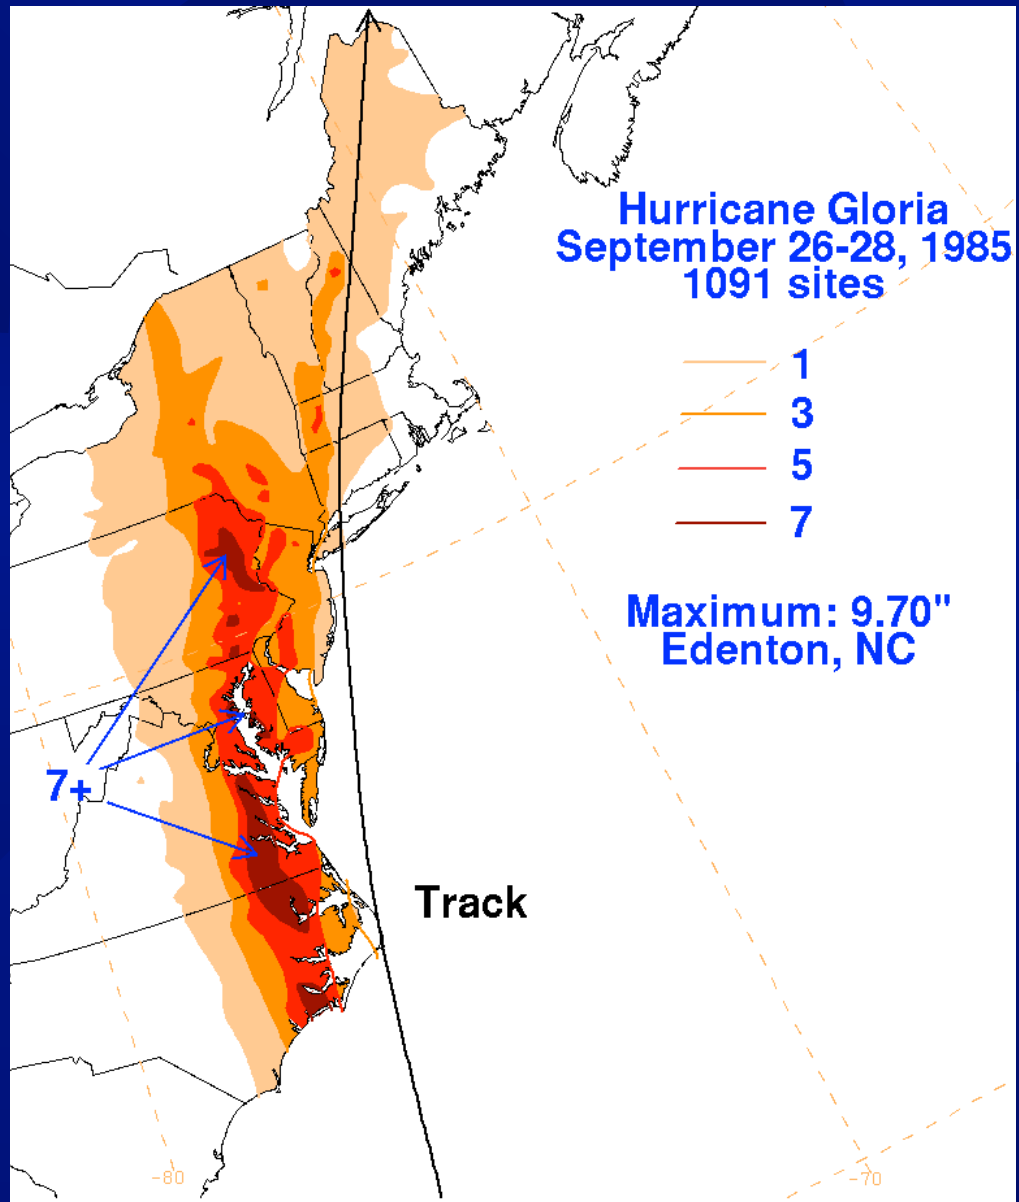 Hurricane Gloria
September 26-28, 1985
1091 sites
1
3
5
7
Maximum: 9.70"
Edenton, NC
7+
Track
-80
-70